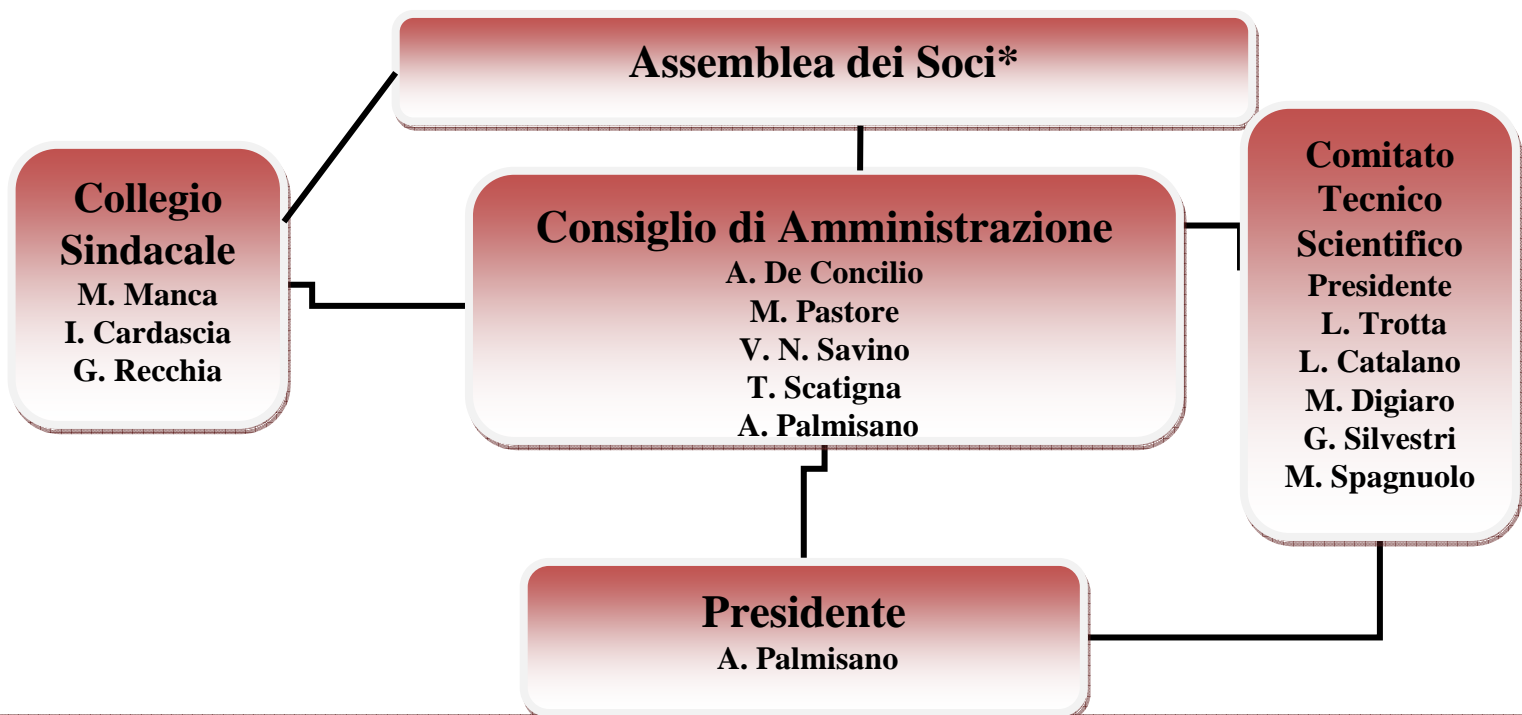 Assemblea dei Soci*
Collegio
Sindacale
M. Manca
I. Cardascia
G. Recchia
Consiglio di Amministrazione
A. De Concilio
M. Pastore
V. N. Savino
T. Scatigna
A. Palmisano
Comitato
Tecnico
Scientifico
Presidente
L. Trotta
L. Catalano
M. Digiaro
G. Silvestri
M. Spagnuolo
Presidente
A. Palmisano